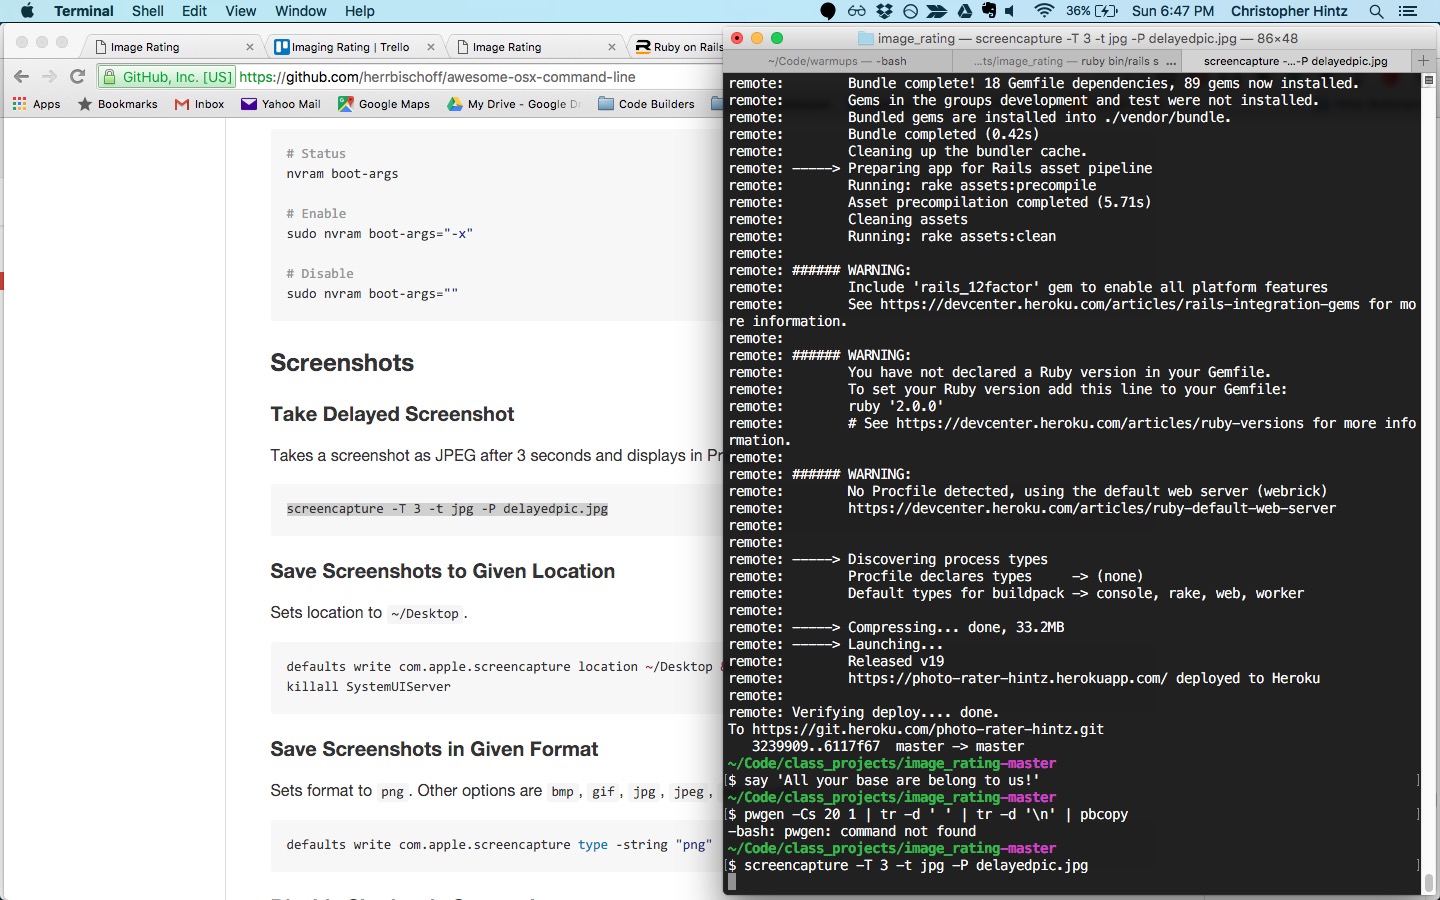 Terminal Shell Edit View Window Help 36% Sun 6:47 PM Christopher Hintz
Image Rating × Imaging Rating | Trello × Image Rating × Ruby on Rails
GitHub, Inc. [US] https://github.com/herrbischoff/awesome-osx-command-line
Apps Bookmarks Inbox Yahoo Mail Google Maps My Drive - Google Code Builders
# Status
nvram boot-args
# Enable
sudo nvram boot-args="-x"
# Disable
sudo nvram boot-args=""
Screenshots
Take Delayed Screenshot
Takes a screenshot as JPEG after 3 seconds and displays in Pr
screencapture -T 3 -t jpg -P delayedpic.jpg
Save Screenshots to Given Location
Sets location to ~/Desktop .
defaults write com.apple.screencapture location ~/Desktop
killall SystemUIServer
Save Screenshots in Given Format
Sets format to png . Other options are bmp , gif , jpg , jpeg ,
defaults write com.apple.screencapture type -string "png"
image_rating — screencapture -T 3 -t jpg -P delayedpic.jpg — 86×48
~/Code/warmups — -bash ...ts/image_rating — ruby bin/rails s ... screencapture -...-P delayedpic.jpg +
remote:        Bundle complete! 18 Gemfile dependencies, 89 gems now installed.
remote:        Gems in the groups development and test were not installed.
remote:        Bundled gems are installed into ./vendor/bundle.
remote:        Bundle completed (0.42s)
remote:        Cleaning up the bundler cache.
remote: -----> Preparing app for Rails asset pipeline
remote:        Running: rake assets:precompile
remote:        Asset precompilation completed (5.71s)
remote:        Cleaning assets
remote:        Running: rake assets:clean
remote:
remote: ###### WARNING:
remote:        Include 'rails_12factor' gem to enable all platform features
remote:        See https://devcenter.heroku.com/articles/rails-integration-gems for mo
re information.
remote:
remote: ###### WARNING:
remote:        You have not declared a Ruby version in your Gemfile.
remote:        To set your Ruby version add this line to your Gemfile:
remote:        ruby '2.0.0'
remote:        # See https://devcenter.heroku.com/articles/ruby-versions for more info
rmation.
remote:
remote: ###### WARNING:
remote:        No Procfile detected, using the default web server (webrick)
remote:        https://devcenter.heroku.com/articles/ruby-default-web-server
remote:
remote:
remote: -----> Discovering process types
remote:        Procfile declares types     -> (none)
remote:        Default types for buildpack -> console, rake, web, worker
remote:
remote: -----> Compressing... done, 33.2MB
remote: -----> Launching...
remote:        Released v19
remote:        https://photo-rater-hintz.herokuapp.com/ deployed to Heroku
remote:
remote: Verifying deploy.... done.
To https://git.heroku.com/photo-rater-hintz.git
   3239909..6117f67  master -> master
~/Code/class_projects/image_rating-master
[$ say 'All your base are belong to us!' ]
~/Code/class_projects/image_rating-master
[$ pwgen -Cs 20 1 | tr -d ' ' | tr -d '\n' | pbcopy ]
-bash: pwgen: command not found
~/Code/class_projects/image_rating-master
[$ screencapture -T 3 -t jpg -P delayedpic.jpg ]